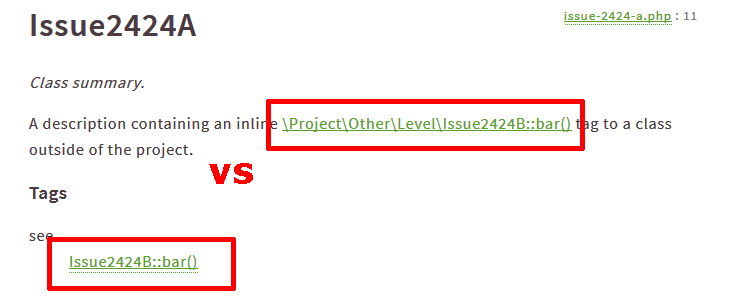 Issue2424A
issue-2424-a.php : 11
Class summary.
A description containing an inline \Project\Other\Level\Issue2424B::bar() tag to a class
outside of the project.
vs
Tags
see
Issue2424B::bar()